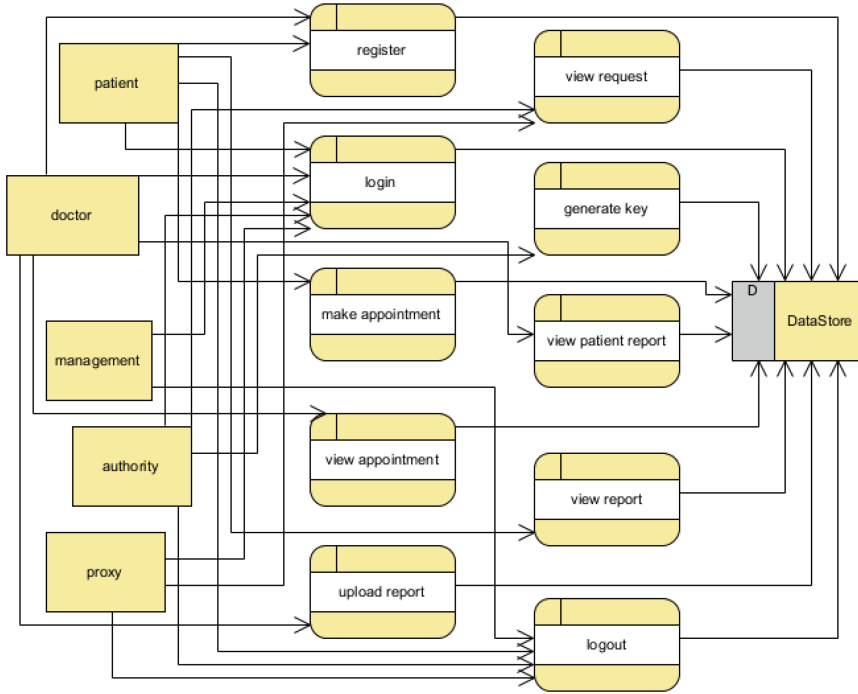 register
patient
view request
login
doctor
generate key
D
make appointment
DataStore
view patient report
management
view appointment
authority
view report
proxy
upload report
logout